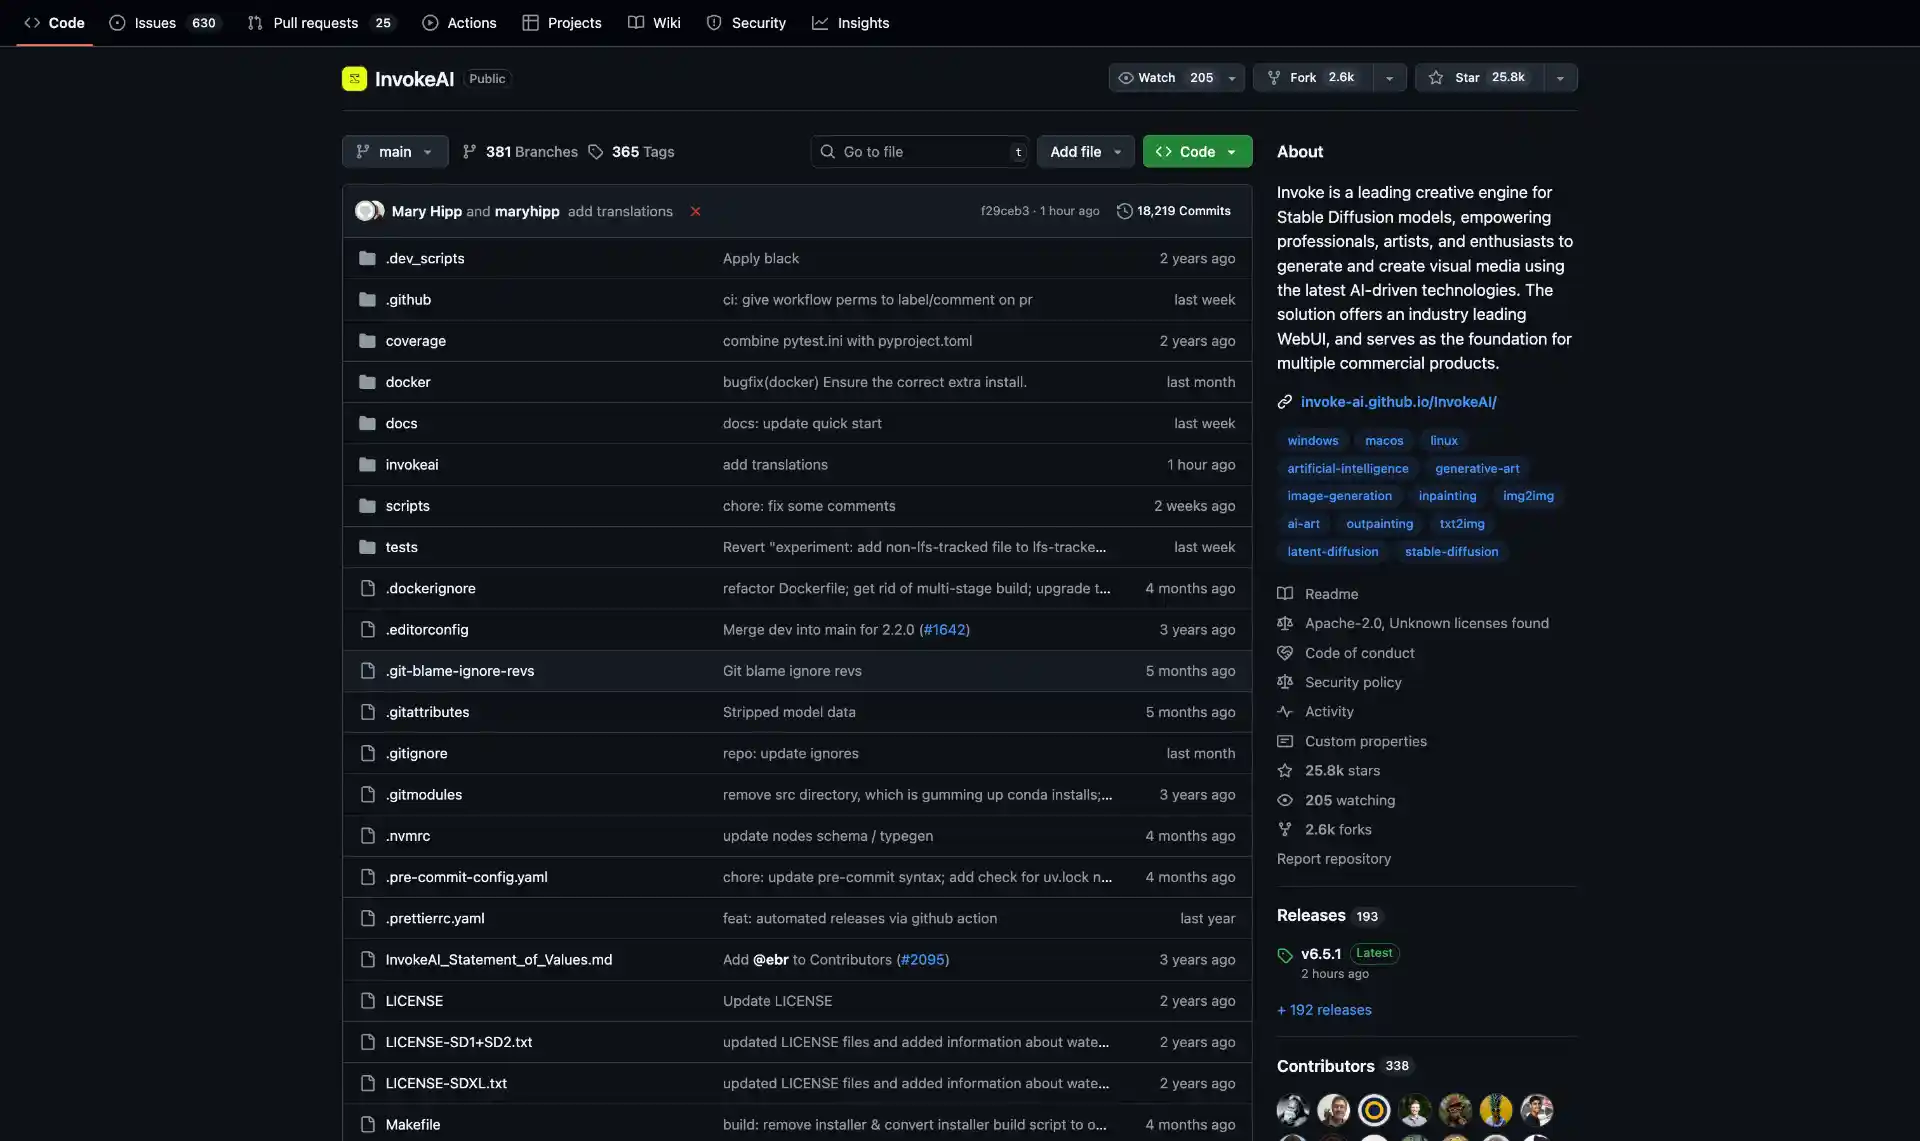 Code Issues 630 Pull requests 25 Actions Projects Wiki Security Insights
InvokeAI Public Watch 205 Fork 2.6k Star 25.8k
main 381 Branches 365 Tags Go to file t Add file Code
Mary Hipp and maryhipp add translations f29ceb3 · 1 hour ago 18,219 Commits
.dev_scripts Apply black 2 years ago
.github ci: give workflow perms to label/comment on pr last week
coverage combine pytest.ini with pyproject.toml 2 years ago
docker bugfix(docker) Ensure the correct extra install. last month
docs docs: update quick start last week
invokeai add translations 1 hour ago
scripts chore: fix some comments 2 weeks ago
tests Revert "experiment: add non-lfs-tracked file to lfs-tracke... last week
.dockerignore refactor Dockerfile; get rid of multi-stage build; upgrade t... 4 months ago
.editorconfig Merge dev into main for 2.2.0 (#1642) 3 years ago
.git-blame-ignore-revs Git blame ignore revs 5 months ago
.gitattributes Stripped model data 5 months ago
.gitignore repo: update ignores last month
.gitmodules remove src directory, which is gumming up conda installs;... 3 years ago
.nvmrc update nodes schema / typegen 4 months ago
.pre-commit-config.yaml chore: update pre-commit syntax; add check for uv.lock n... 4 months ago
.prettierrc.yaml feat: automated releases via github action last year
InvokeAI_Statement_of_Values.md Add @ebr to Contributors (#2095) 3 years ago
LICENSE Update LICENSE 2 years ago
LICENSE-SD1+SD2.txt updated LICENSE files and added information about wate... 2 years ago
LICENSE-SDXL.txt updated LICENSE files and added information about wate... 2 years ago
Makefile build: remove installer & convert installer build script to o... 4 months ago
About
Invoke is a leading creative engine for
Stable Diffusion models, empowering
professionals, artists, and enthusiasts to
generate and create visual media using
the latest AI-driven technologies. The
solution offers an industry leading
WebUI, and serves as the foundation for
multiple commercial products.
invoke-ai.github.io/InvokeAI/
windows macos linux
artificial-intelligence generative-art
image-generation inpainting img2img
ai-art outpainting txt2img
latent-diffusion stable-diffusion
Readme
Apache-2.0, Unknown licenses found
Code of conduct
Security policy
Activity
Custom properties
25.8k stars
205 watching
2.6k forks
Report repository
Releases 193
v6.5.1 Latest
2 hours ago
+ 192 releases
Contributors 338